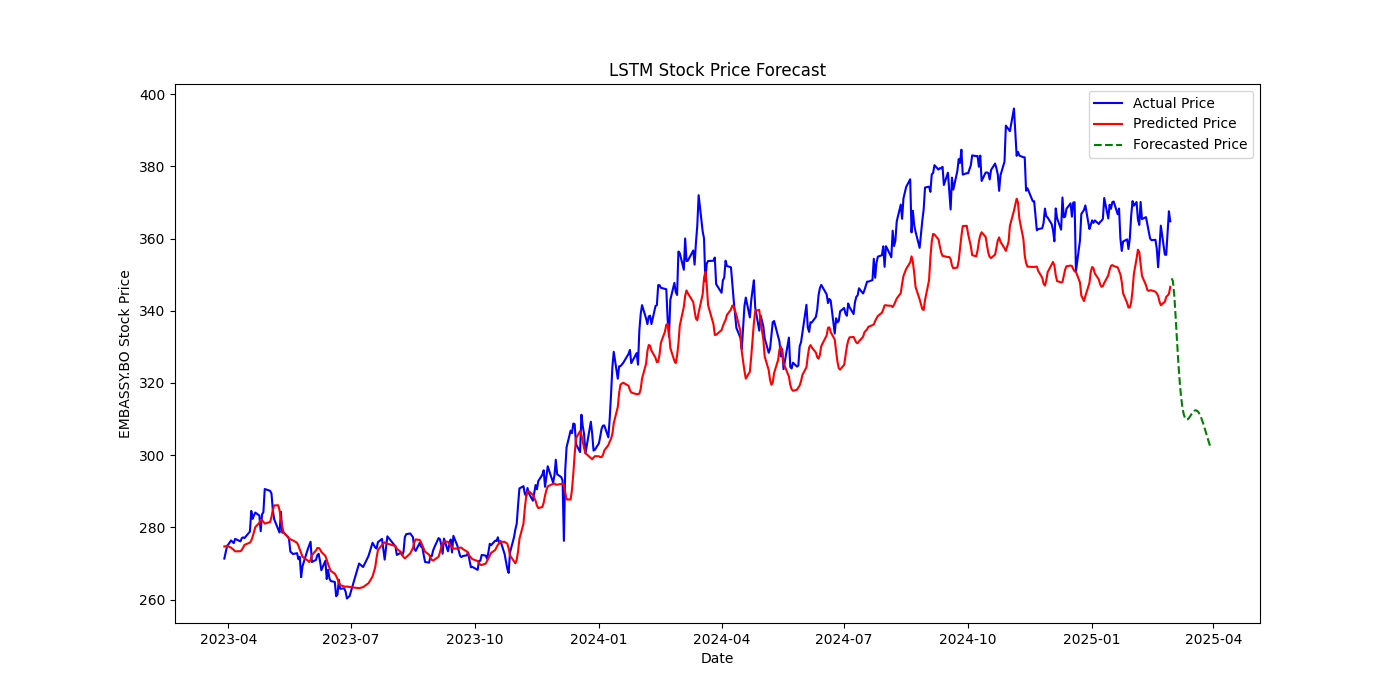 LSTM Stock Price Forecast
Actual Price
Predicted Price
Forecasted Price
EMBASSY.BO Stock Price
400
380
360
340
320
300
280
260
2023-04
2023-07
2023-10
2024-01
2024-04
2024-07
2024-10
2025-01
2025-04
Date